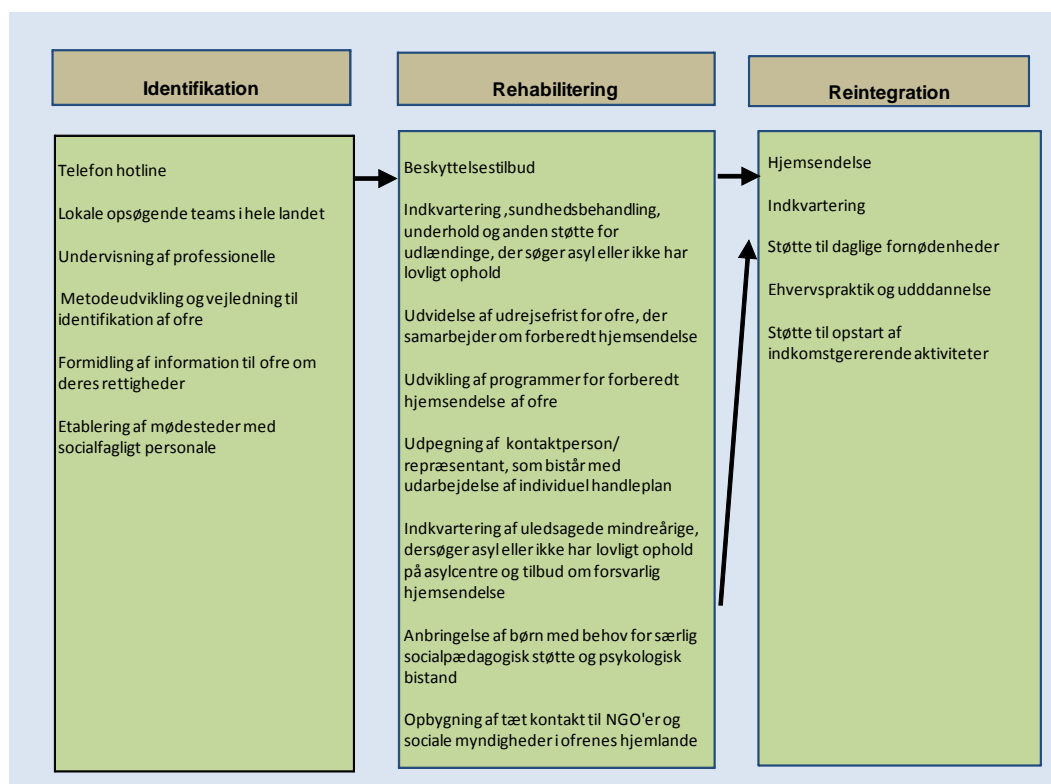 Identifikation
Rehabilitering
Reintegration
Telefon hotline
Lokale opsøgende teams i hele landet
Undervisning af professionelle
Metodeudvikling og vejledning til
identifikation af ofre
Formidling af information til ofre om
deres rettigheder
Etablering af mødesteder med
socialfagligt personale
Beskyttelsestilbud
Indkvartering ,sundhedsbehandling,
underhold og anden støtte for
udlændinge, der søger asyl eller ikke har
lovligt ophold
Udvidelse af udrejsefrist for ofre, der
samarbejder om forberedt hjemsendelse
Udvikling af programmer for forberedt
hjemsendelse af ofre
Udpegning af kontaktperson/
repræsentant, som bistår med
udarbejdelse af individuel handleplan
Indkvartering af uledsagede mindreårige,
dersøger asyl eller ikke har lovligt ophold
på asylcentre og tilbud om forsvarlig
hjemsendelse
Anbringelse af børn med behov for særlig
socialpædagogisk støtte og psykologisk
bistand
Opbygning af tæt kontakt til NGO'er og
sociale myndigheder i ofrenes hjemlande
Hjemsendelse
Indkvartering
Støtte til daglige fornødenheder
Ehvervspraktik og udddannelse
Støtte til opstart af
indkomstgererende aktiviteter